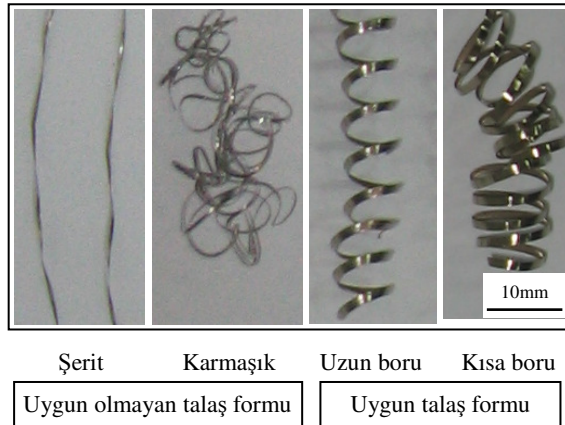 10mm
Şerit Karmaşık Uzun boru Kısa boru
Uygun olmayan talaş formu Uygun talaş formu